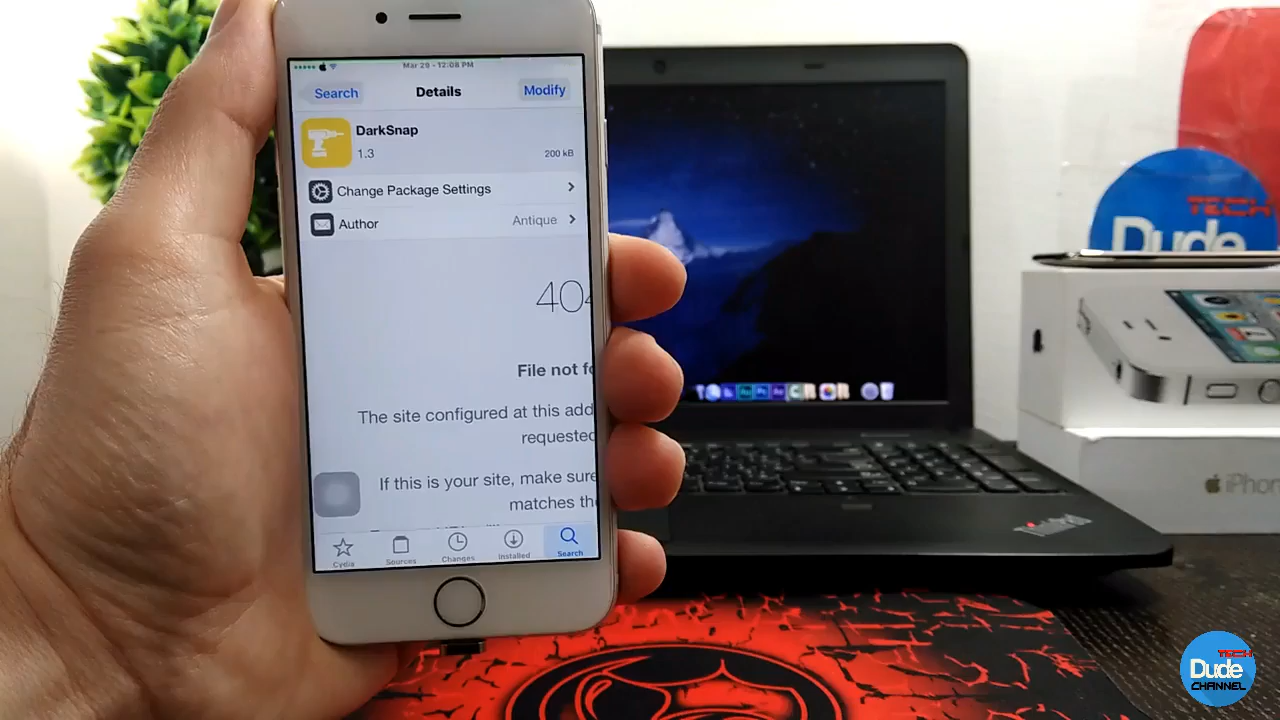 Mar 29 - 12:08 PM
Search
Details
Modify
DarkSnap
1.3
200 kB
Change Package Settings
Author
Antique
404
File not
The site configured at this add
requested
If this is your site, make sure
matches the
Cydia
Sources
Changes
Installed
Search
TECH
Dude
iPhon
ThinkPad
TECH
Dude
CHANNEL